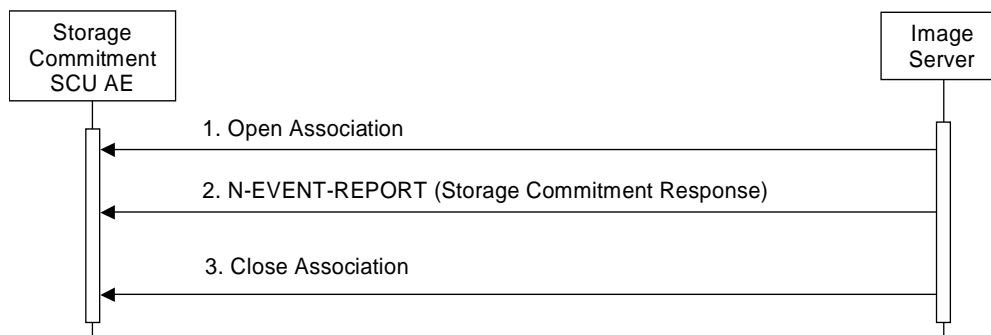 Storage
Commitment
SCU AE
Image
Server
1. Open Association
2. N-EVENT-REPORT (Storage Commitment Response)
3. Close Association